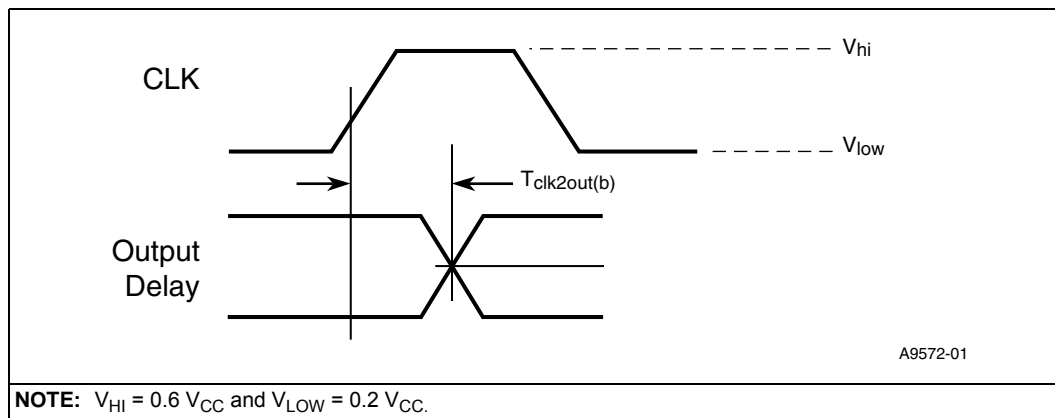 CLK
Vhi
Vlow
Tclk2out(b)
Output
Delay
A9572-01
NOTE: VHI = 0.6 VCC and VLOW = 0.2 VCC.